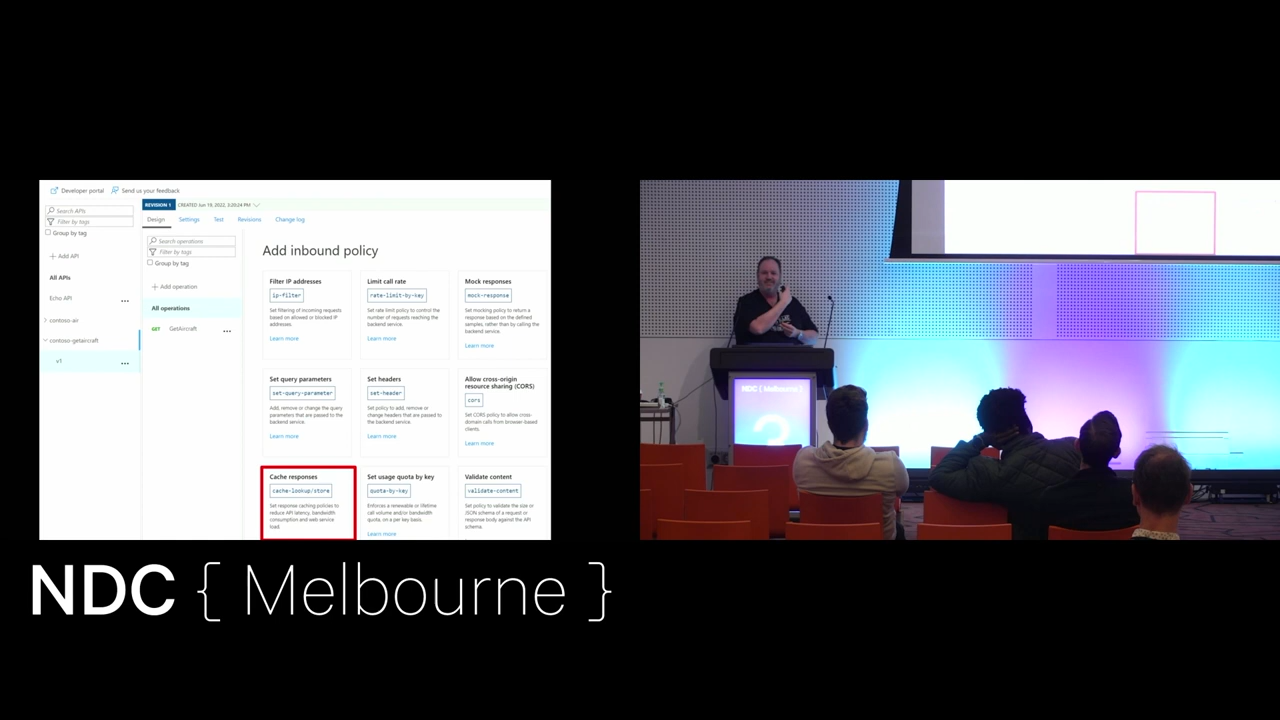 Developer portal
Send us your feedback
REVISION 1
CREATED Jun 19, 2022, 3:20:24 PM
Search APIs
Filter by tags
Group by tag
Add API
All APIs
Echo API
contoso-air
contoso-getaircraft
v1
Design
Settings
Test
Revisions
Change log
Search operations
Filter by tags
Group by tag
Add operation
All operations
GET
GetAircraft
Add inbound policy
Filter IP addresses
ip-filter
Set filtering of incoming requests
based on allowed or blocked IP
addresses.
Learn more
Limit call rate
rate-limit-by-key
Set rate limit policy to control the
number of requests reaching the
backend service.
Learn more
Mock responses
mock-response
Set mocking policy to return a
response based on the defined
samples, rather than by calling the
backend service.
Learn more
Set query parameters
set-query-parameter
Add, remove or change the query
parameters that are passed to the
backend service.
Learn more
Set headers
set-header
Set policy to add, remove or
change headers that are passed to
the backend service.
Learn more
Allow cross-origin
resource sharing (CORS)
cors
Set CORS policy to allow cross-
domain calls from browser-based
clients.
Learn more
Cache responses
cache-lookup/store
Set response caching policies to
reduce API latency, bandwidth
consumption and web service
load.
Set usage quota by key
quota-by-key
Enforces a renewable or lifetime
call volume and/or bandwidth
quota, on a per key basis.
Learn more
Validate content
validate-content
Set policy to validate the size or
JSON schema of a request or
response body against the API
schema.
NDC { Melbourne }
NDC { Melbourne }